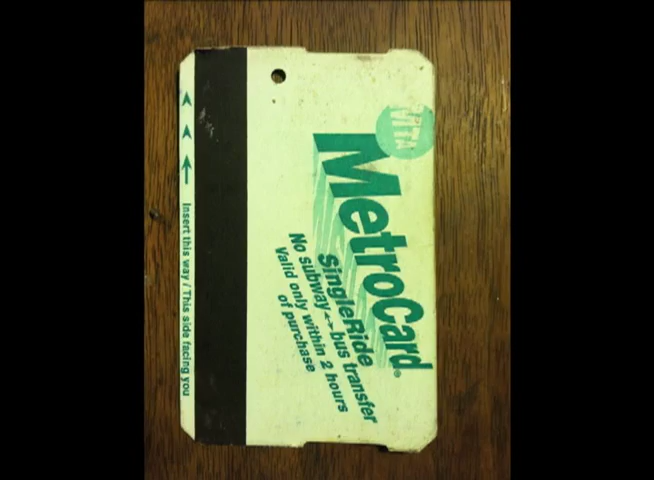 MTA
MetroCard®
SingleRide
No subway↔bus transfer
Valid only within 2 hours
of purchase
Insert this way / This side facing you